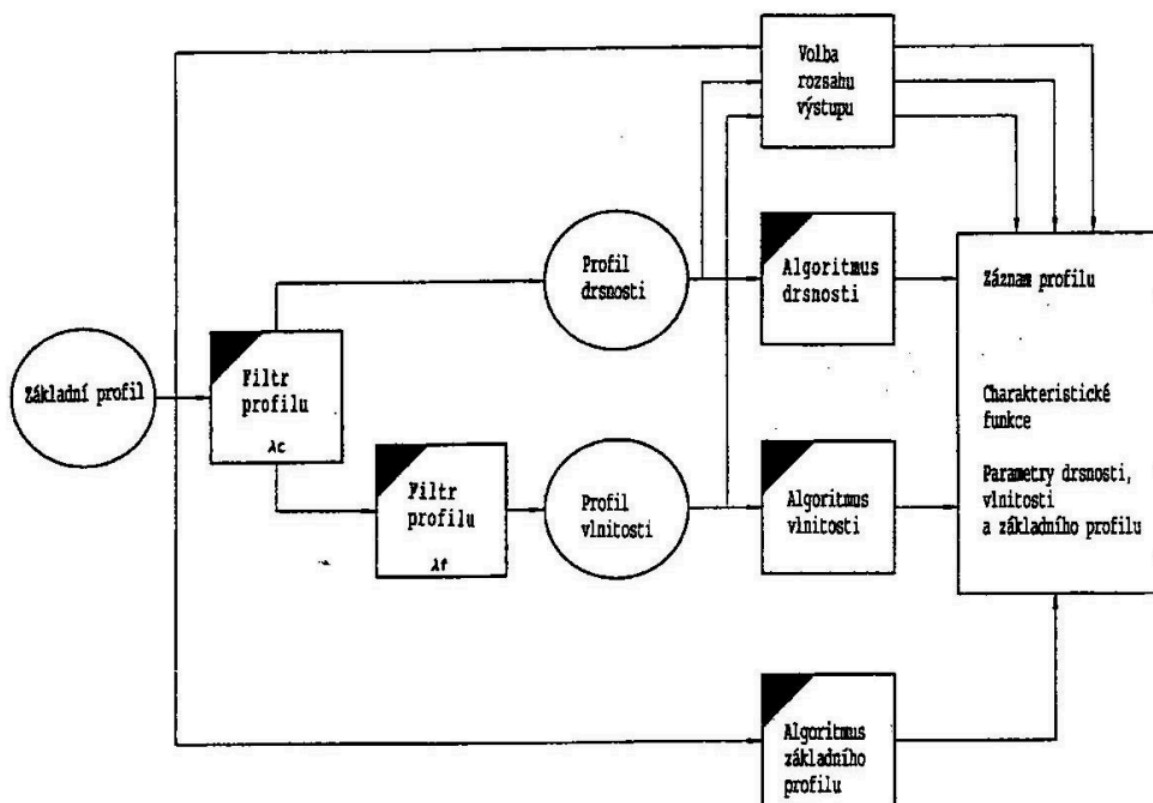 Volba
rozsahu
výstupu
Profil
drsnosti
Algoritmus
drsnosti
Záznam profilu
Základní profil
Filtr
profilu
λc
Charakteristické
funkce
Filtr
profilu
λf
Profil
vlnitosti
Algoritmus
vlnitosti
Parametry drsnosti,
vlnitosti
a základního profilu
Algoritmus
základního
profilu